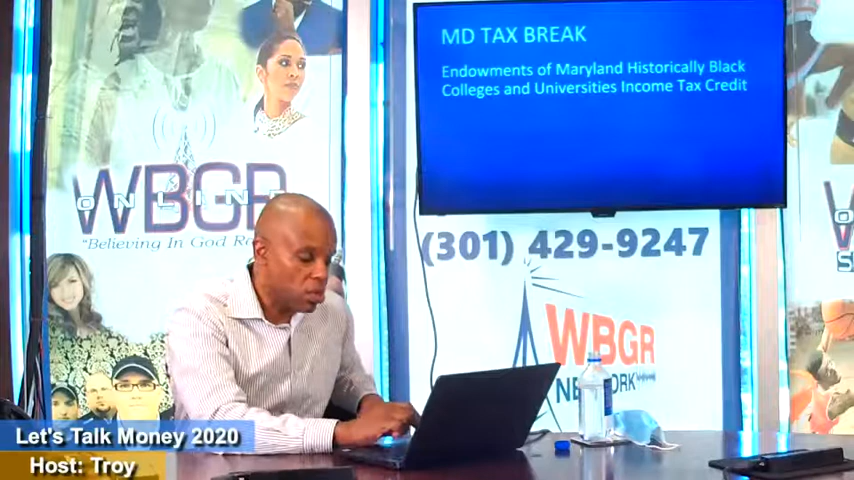 MD TAX BREAK
Endowments of Maryland Historically Black
Colleges and Universities Income Tax Credit
WBGR
ONLINE
"Believing In God Ra
(301) 429-9247
WBGR
NETWORK
Let's Talk Money 2020
Host: Troy